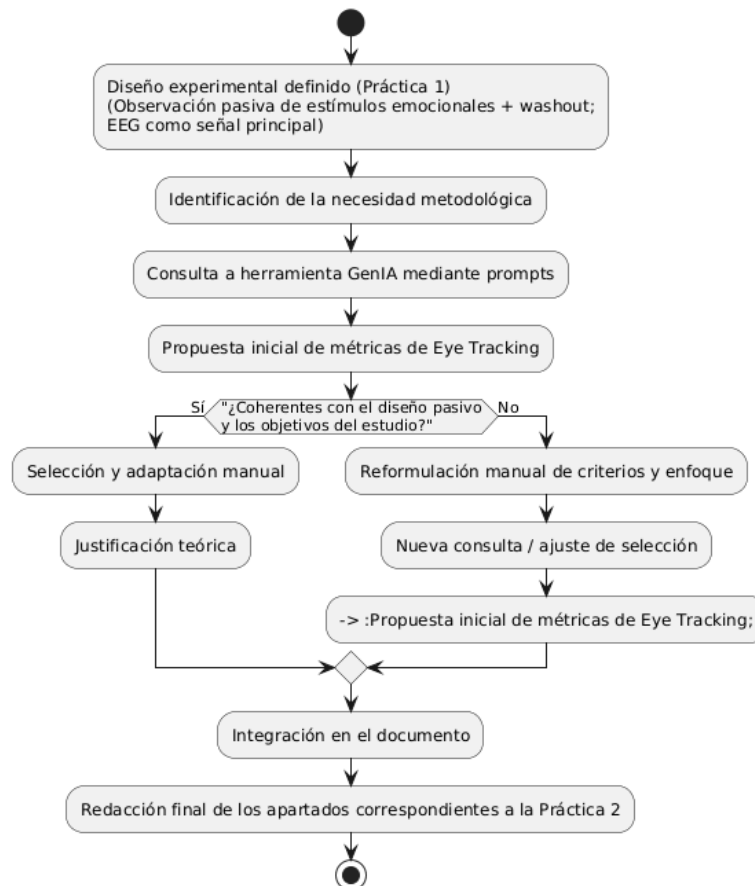 Diseño experimental definido (Práctica 1)
(Observación pasiva de estímulos emocionales + washout;
EEG como señal principal)
Identificación de la necesidad metodológica
Consulta a herramienta GenIA mediante prompts
Propuesta inicial de métricas de Eye Tracking
Sí
"¿Coherentes con el diseño pasivo
y los objetivos del estudio?"
No
Selección y adaptación manual
Reformulación manual de criterios y enfoque
Justificación teórica
Nueva consulta / ajuste de selección
-> :Propuesta inicial de métricas de Eye Tracking;
Integración en el documento
Redacción final de los apartados correspondientes a la Práctica 2